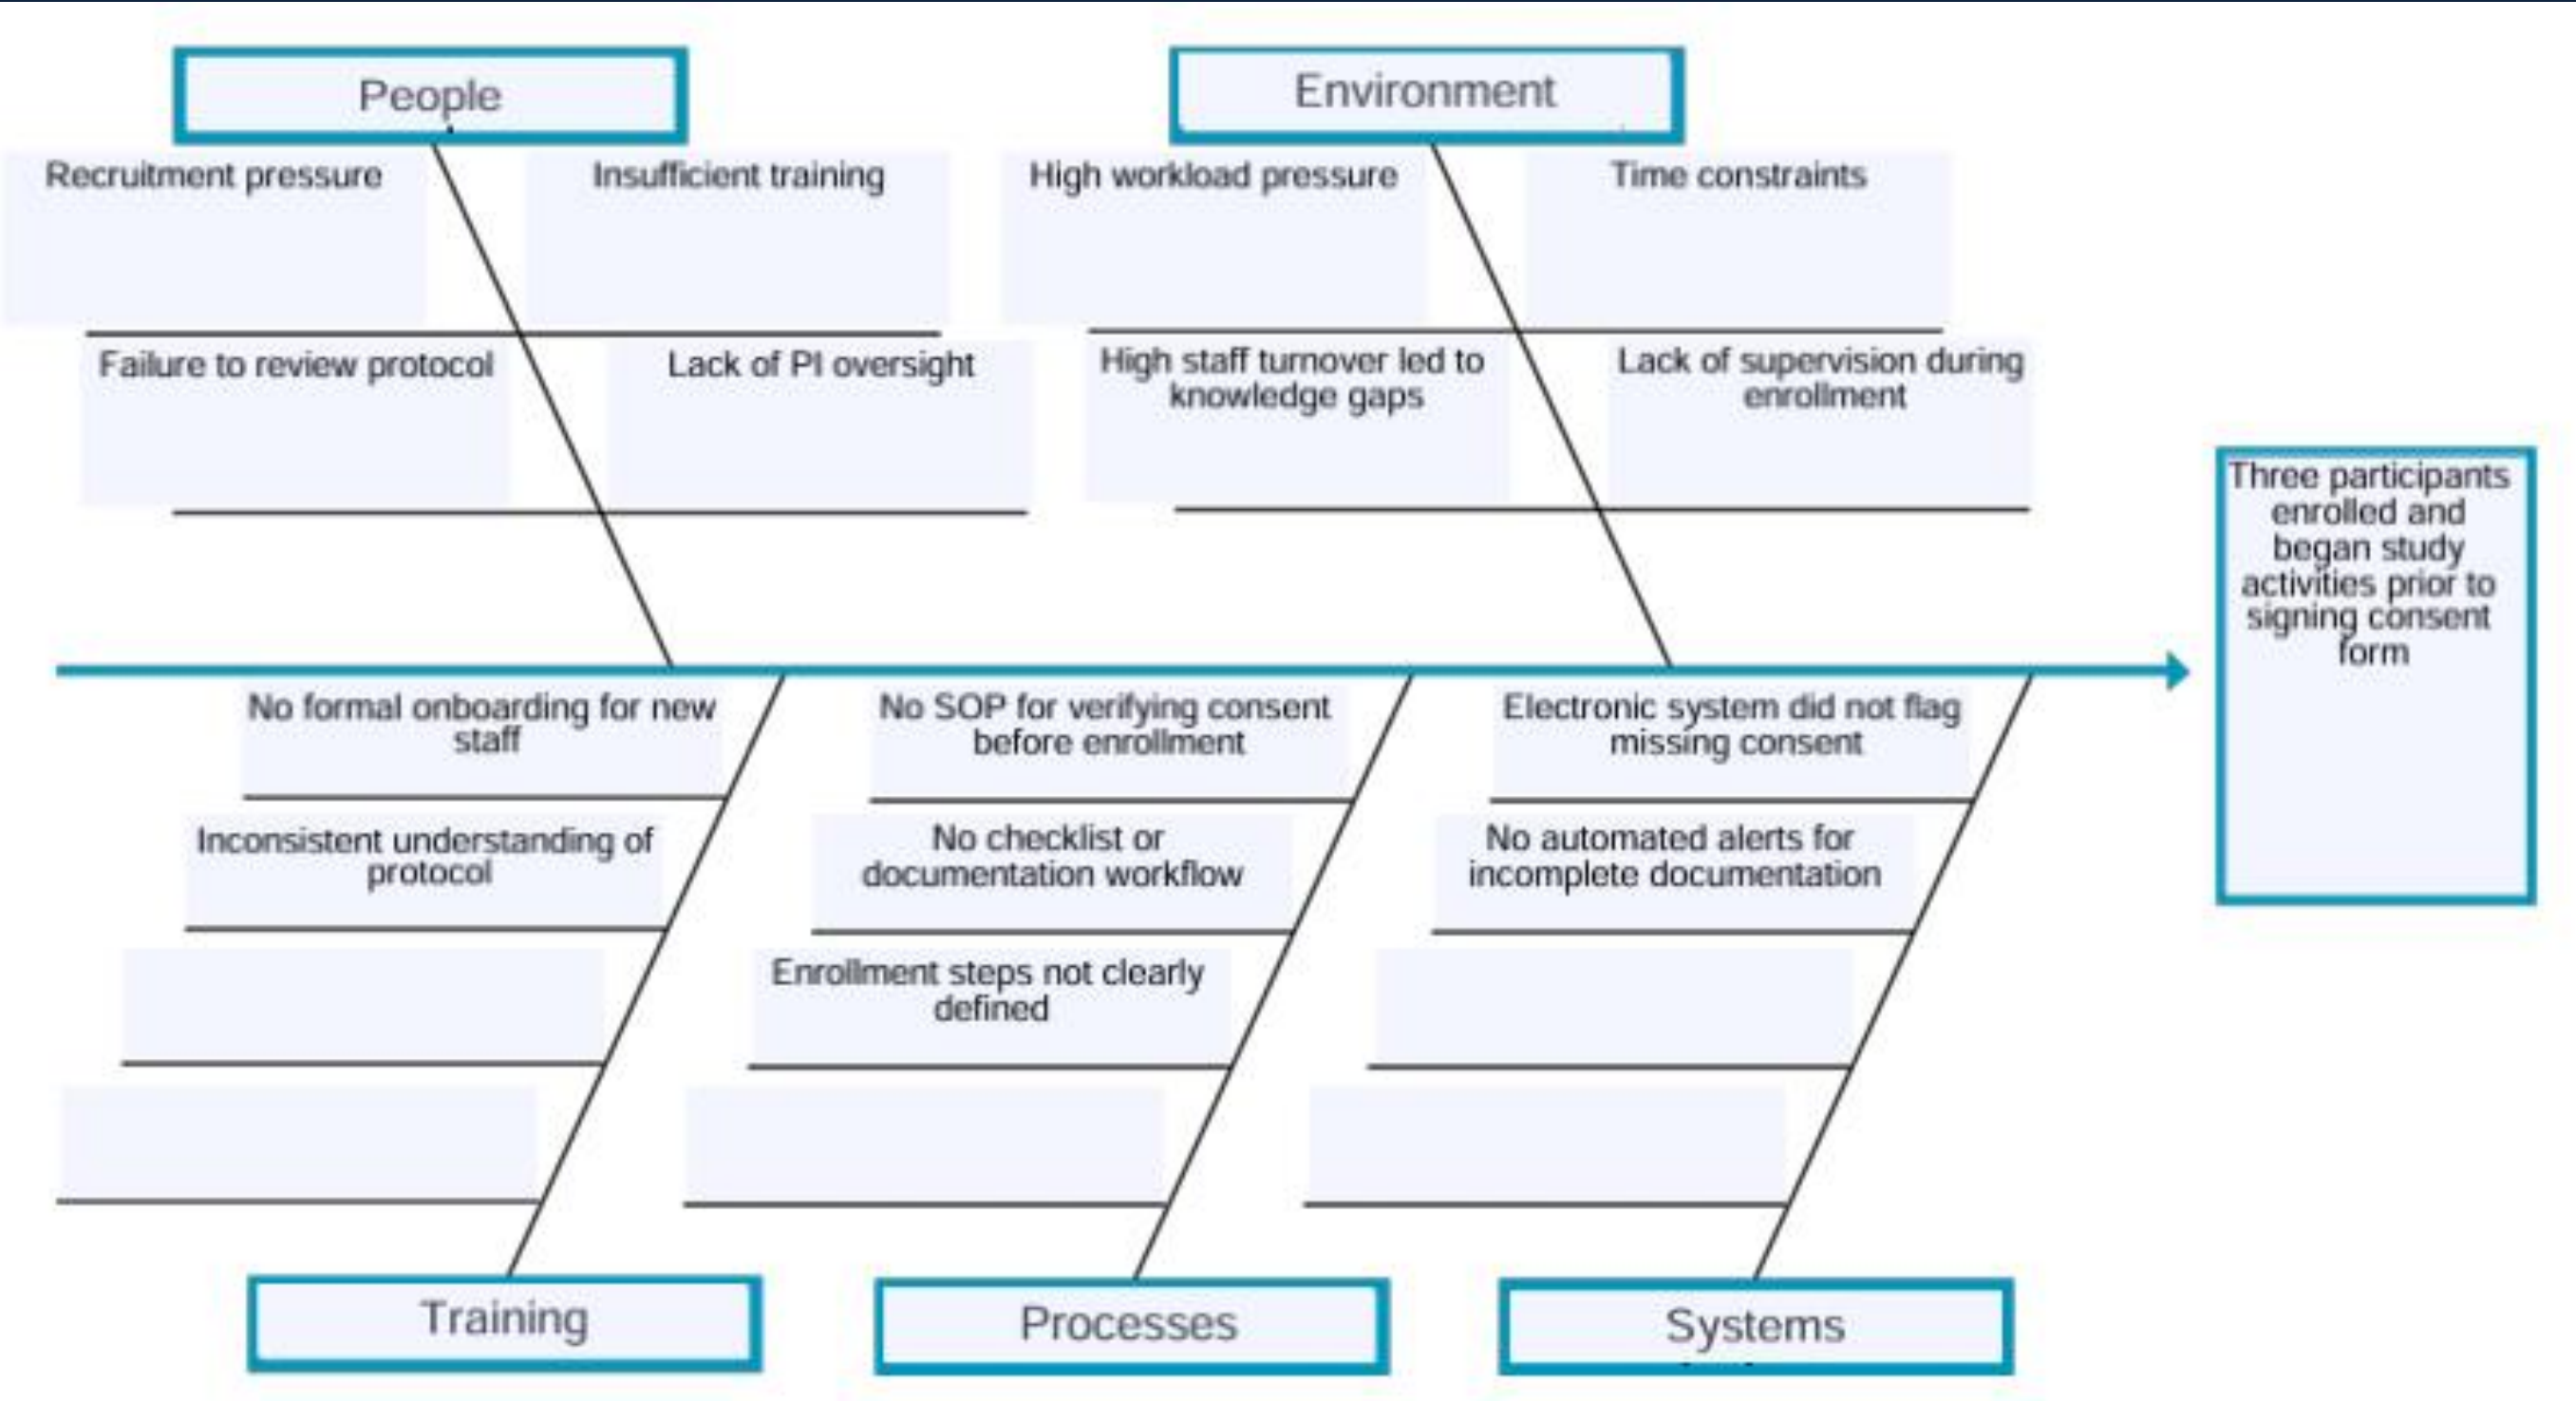 People
Environment
Recruitment pressure
Insufficient training
High workload pressure
Time constraints
Failure to review protocol
Lack of PI oversight
High staff turnover led to
knowledge gaps
Lack of supervision during
enrollment
Three participants
enrolled and
began study
activities prior to
signing consent
form
No formal onboarding for new
staff
No SOP for verifying consent
before enrollment
Electronic system did not flag
missing consent
Inconsistent understanding of
protocol
No checklist or
documentation workflow
No automated alerts for
incomplete documentation
Enrollment steps not clearly
defined
Training
Processes
Systems